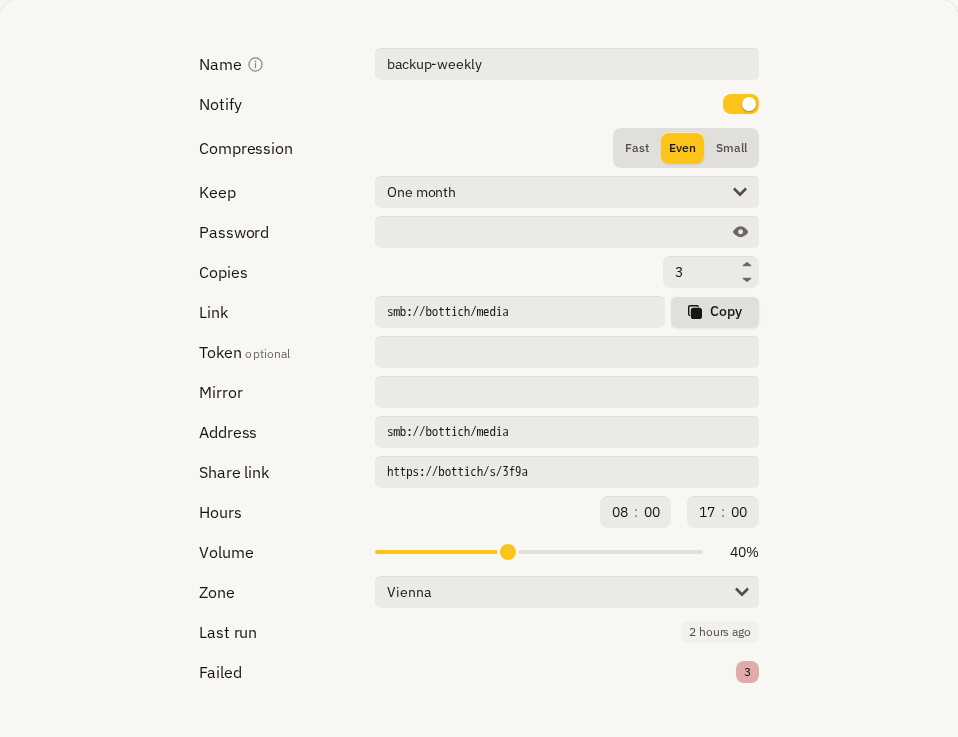 Name backup-weekly
Notify
Compression Fast Even Small
Keep One month
Password
Copies 3
Link smb://bottich/media Copy
Token optional
Mirror
Address smb://bottich/media
Share link https://bottich/s/3f9a
Hours 08 : 00 17 : 00
Volume 40%
Zone Vienna
Last run 2 hours ago
Failed 3